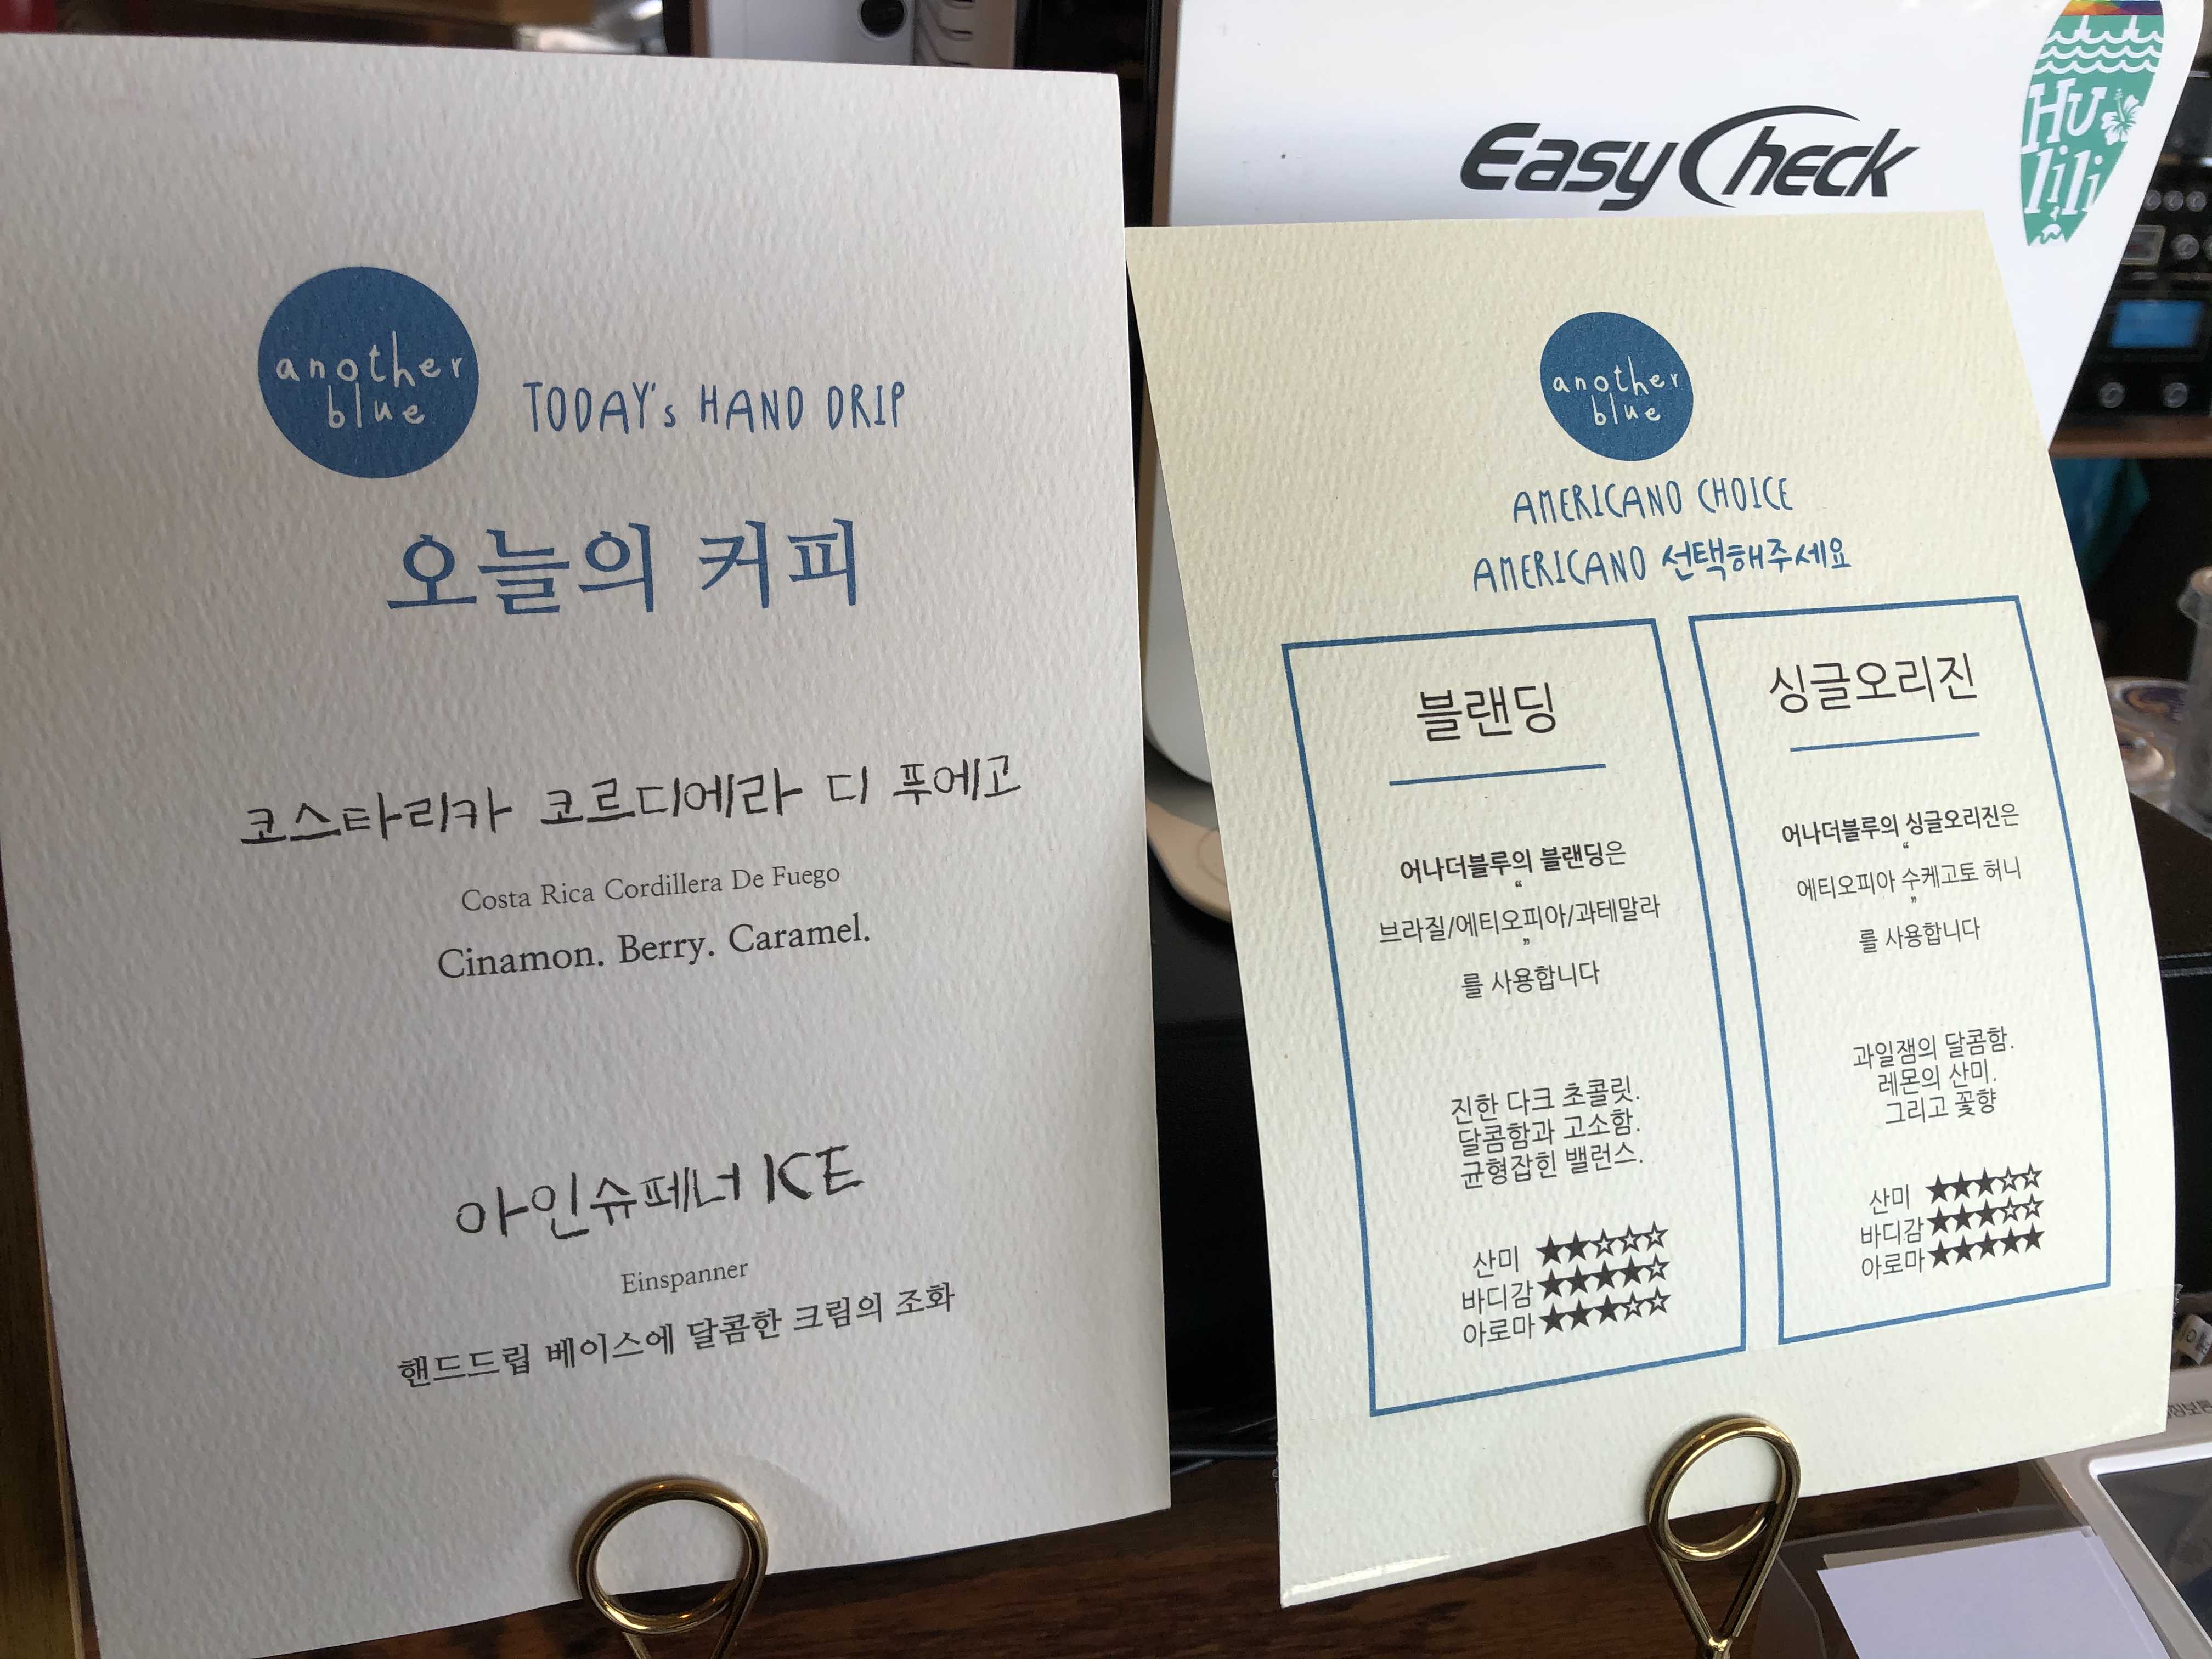 another
blue
TODAY's HAND DRIP
오늘의 커피
코스타리카 코르디에라 디 푸에고
Costa Rica Cordillera De Fuego
Cinamon. Berry. Caramel.
아인슈페너 ICE
Einspanner
핸드드립 베이스에 달콤한 크림의 조화
EasyCheck
Hu
lili
another
blue
AMERICANO CHOICE
AMERICANO 선택해주세요
블랜딩
어나더블루의 블랜딩은
“
브라질/에티오피아/과테말라
”
를 사용합니다
진한 다크 초콜릿.
달콤함과 고소함.
균형잡힌 밸런스.
산미 ★★☆☆☆
바디감 ★★★★☆
아로마 ★★★☆☆
싱글오리진
어나더블루의 싱글오리진은
“
에티오피아 수케고토 허니
”
를 사용합니다
과일잼의 달콤함.
레몬의 산미.
그리고 꽃향
산미 ★★★☆☆
바디감 ★★★☆☆
아로마 ★★★★★